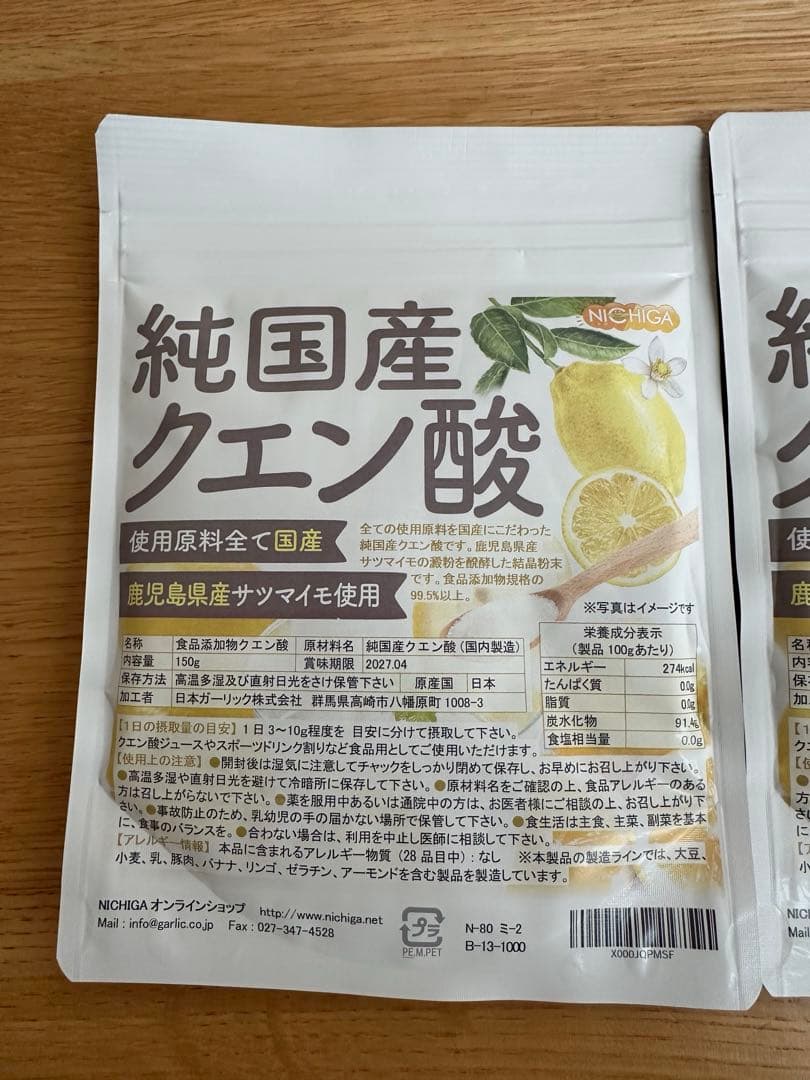 NICHIGA
純国産
クエン酸
使用原料全て国産
鹿児島県産サツマイモ使用
全ての使用原料を国産にこだわった
純国産クエン酸です。鹿児島県産
サツマイモの澱粉を醗酵した結晶粉末
です。食品添加物規格の
99.5%以上。
※写真はイメージです
名称 食品添加物クエン酸 原材料名 純国産クエン酸(国内製造)
内容量 150g 賞味期限 2027.04
保存方法 高温多湿及び直射日光をさけ保管下さい 原産国 日本
加工者 日本ガーリック株式会社 群馬県高崎市八幡原町1008-3
栄養成分表示
(製品 100gあたり)
エネルギー 274kcal
たんぱく質 0.0g
脂質 0.0g
炭水化物 91.4g
食塩相当量 0.0g
【1日の摂取量の目安】1日3〜10g程度を 目安に分けて摂取して下さい。
クエン酸ジュースやスポーツドリンク割りなど食品用としてご使用いただけます。
【使用上の注意】●開封後は湿気に注意してチャックをしっかり閉めて保存し、お早めにお召し上がり下さい。
●高温多湿や直射日光を避けて冷暗所に保存して下さい。●原材料名をご確認の上、食品アレルギーのある
方は召し上がらないで下さい。●薬を服用中あるいは通院中の方は、お医者様にご相談の上、お召し上がり下
さい。●事故防止のため、乳幼児の手の届かない場所で保管して下さい。●食生活は主食、主菜、副菜を基本
に、食事のバランスを。●合わない場合は、利用を中止し医師に相談して下さい。
【アレルギー情報】 本品に含まれるアレルギー物質(28品目中):なし ※本製品の製造ラインでは、大豆、
小麦、乳、豚肉、バナナ、リンゴ、ゼラチン、アーモンドを含む製品を製造しています。
NICHIGA オンラインショップ http://www.nichiga.net
Mail : info@garlic.co.jp Fax : 027-347-4528
プラ
PE.M.PET
N-80 ミ-2
B-13-1000
X000JQPMSF